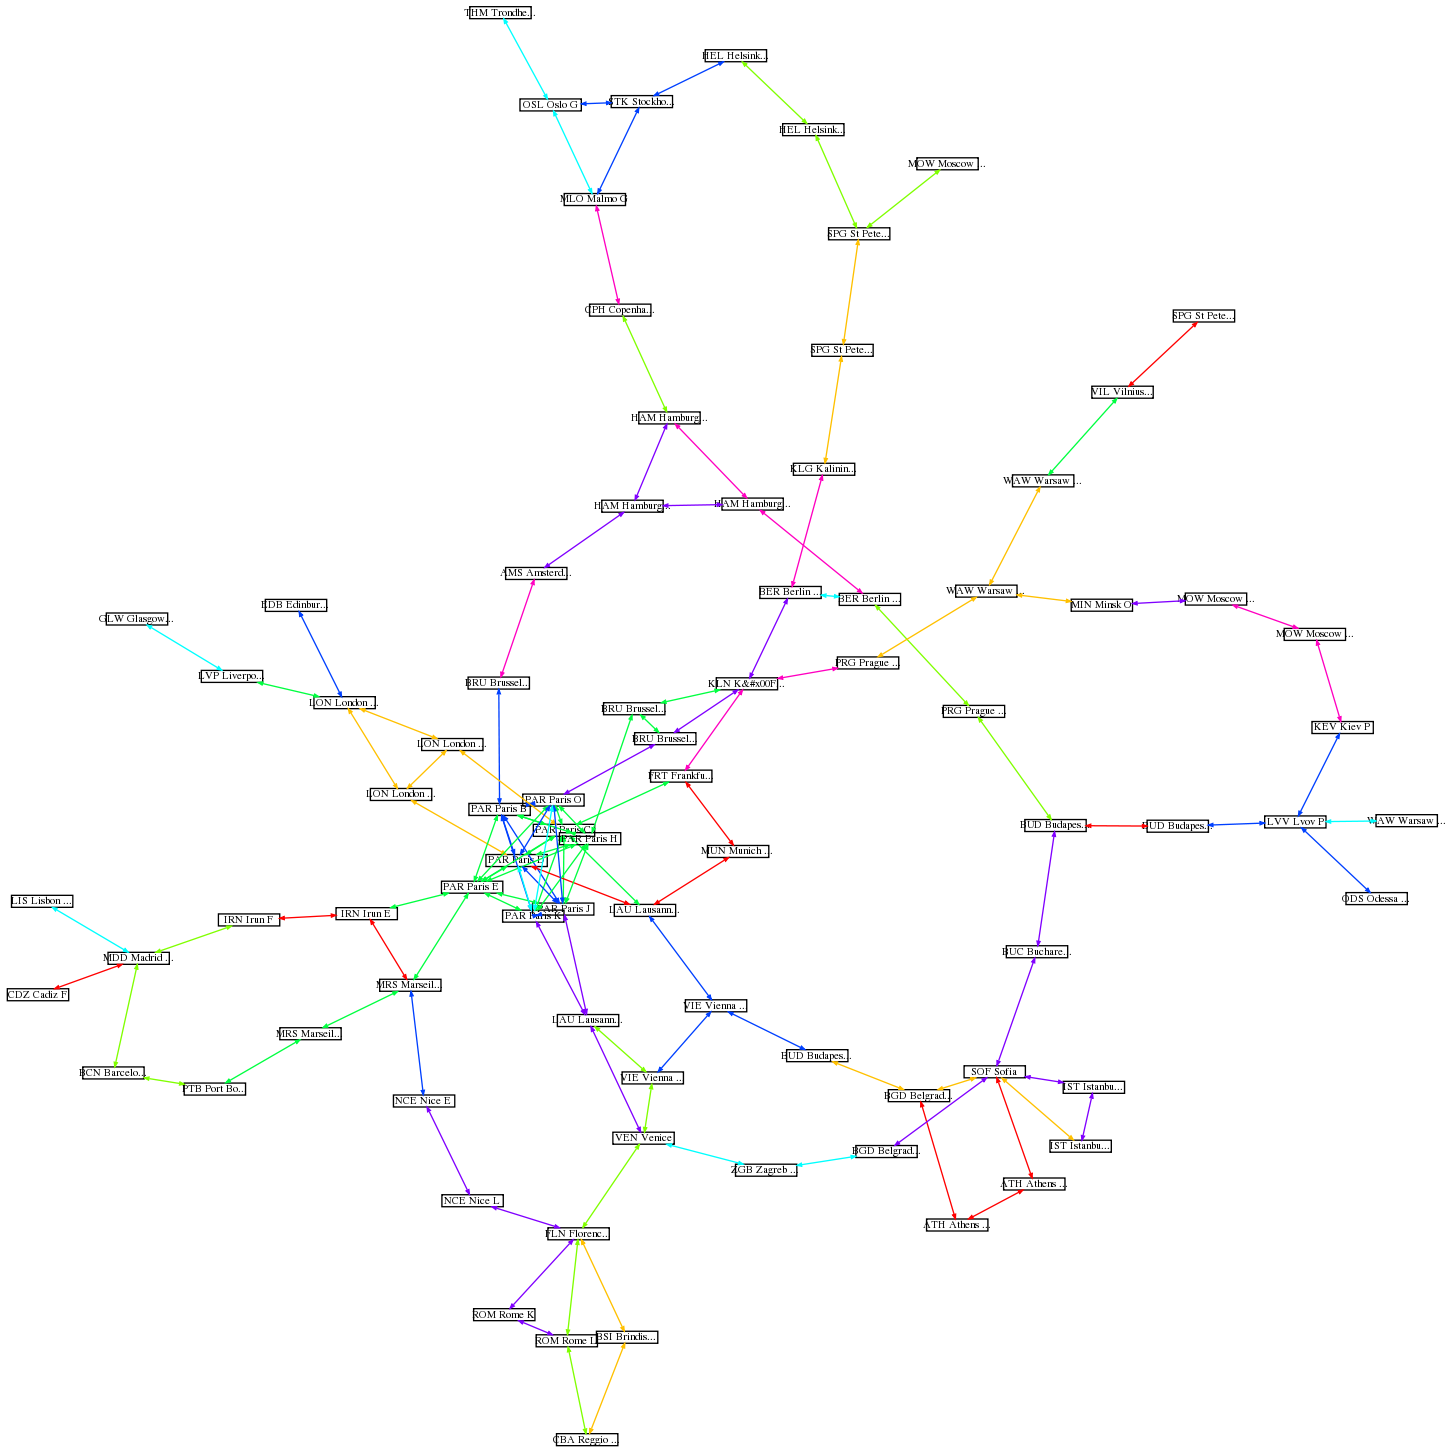 THM Trondhe...
HEL Helsink...
OSL Oslo G
STK Stockho...
HEL Helsink...
MOW Moscow ...
MLO Malmo G
SPG St Pete...
CPH Copenha...
SPG St Pete...
SPG St Pete...
VIL Vilnius...
HAM Hamburg...
KLG Kalinin...
WAW Warsaw ...
HAM Hamburg...
HAM Hamburg...
AMS Amsterd...
BER Berlin ...
BER Berlin ...
WAW Warsaw ...
MIN Minsk O
MOW Moscow ...
EDB Edinbur...
GLW Glasgow...
MOW Moscow ...
PRG Prague ...
LVP Liverpo...
BRU Brussel...
KLN K&#x00F...
LON London ...
BRU Brussel...
PRG Prague ...
KEV Kiev P
BRU Brussel...
LON London ...
FRT Frankfu...
LON London ...
PAR Paris O
PAR Paris B
BUD Budapes...
BUD Budapes...
LVV Lvov P
WAW Warsaw ...
PAR Paris C
PAR Paris H
PAR Paris L
MUN Munich ...
PAR Paris E
LIS Lisbon ...
IRN Irun F
IRN Irun E
PAR Paris K
PAR Paris J
LAU Lausann...
ODS Odessa ...
MDD Madrid ...
BUC Buchare...
CDZ Cadiz F
MRS Marseil...
VIE Vienna ...
MRS Marseil...
LAU Lausann...
BUD Budapes...
BCN Barcelo...
PTB Port Bo...
VIE Vienna ...
SOF Sofia
IST Istanbu...
NCE Nice E
BGD Belgrad...
VEN Venice
BGD Belgrad...
IST Istanbu...
ZGB Zagreb ...
ATH Athens ...
NCE Nice L
ATH Athens ...
FLN Florenc...
ROM Rome K
ROM Rome L
BSI Brindis...
CBA Reggio ...